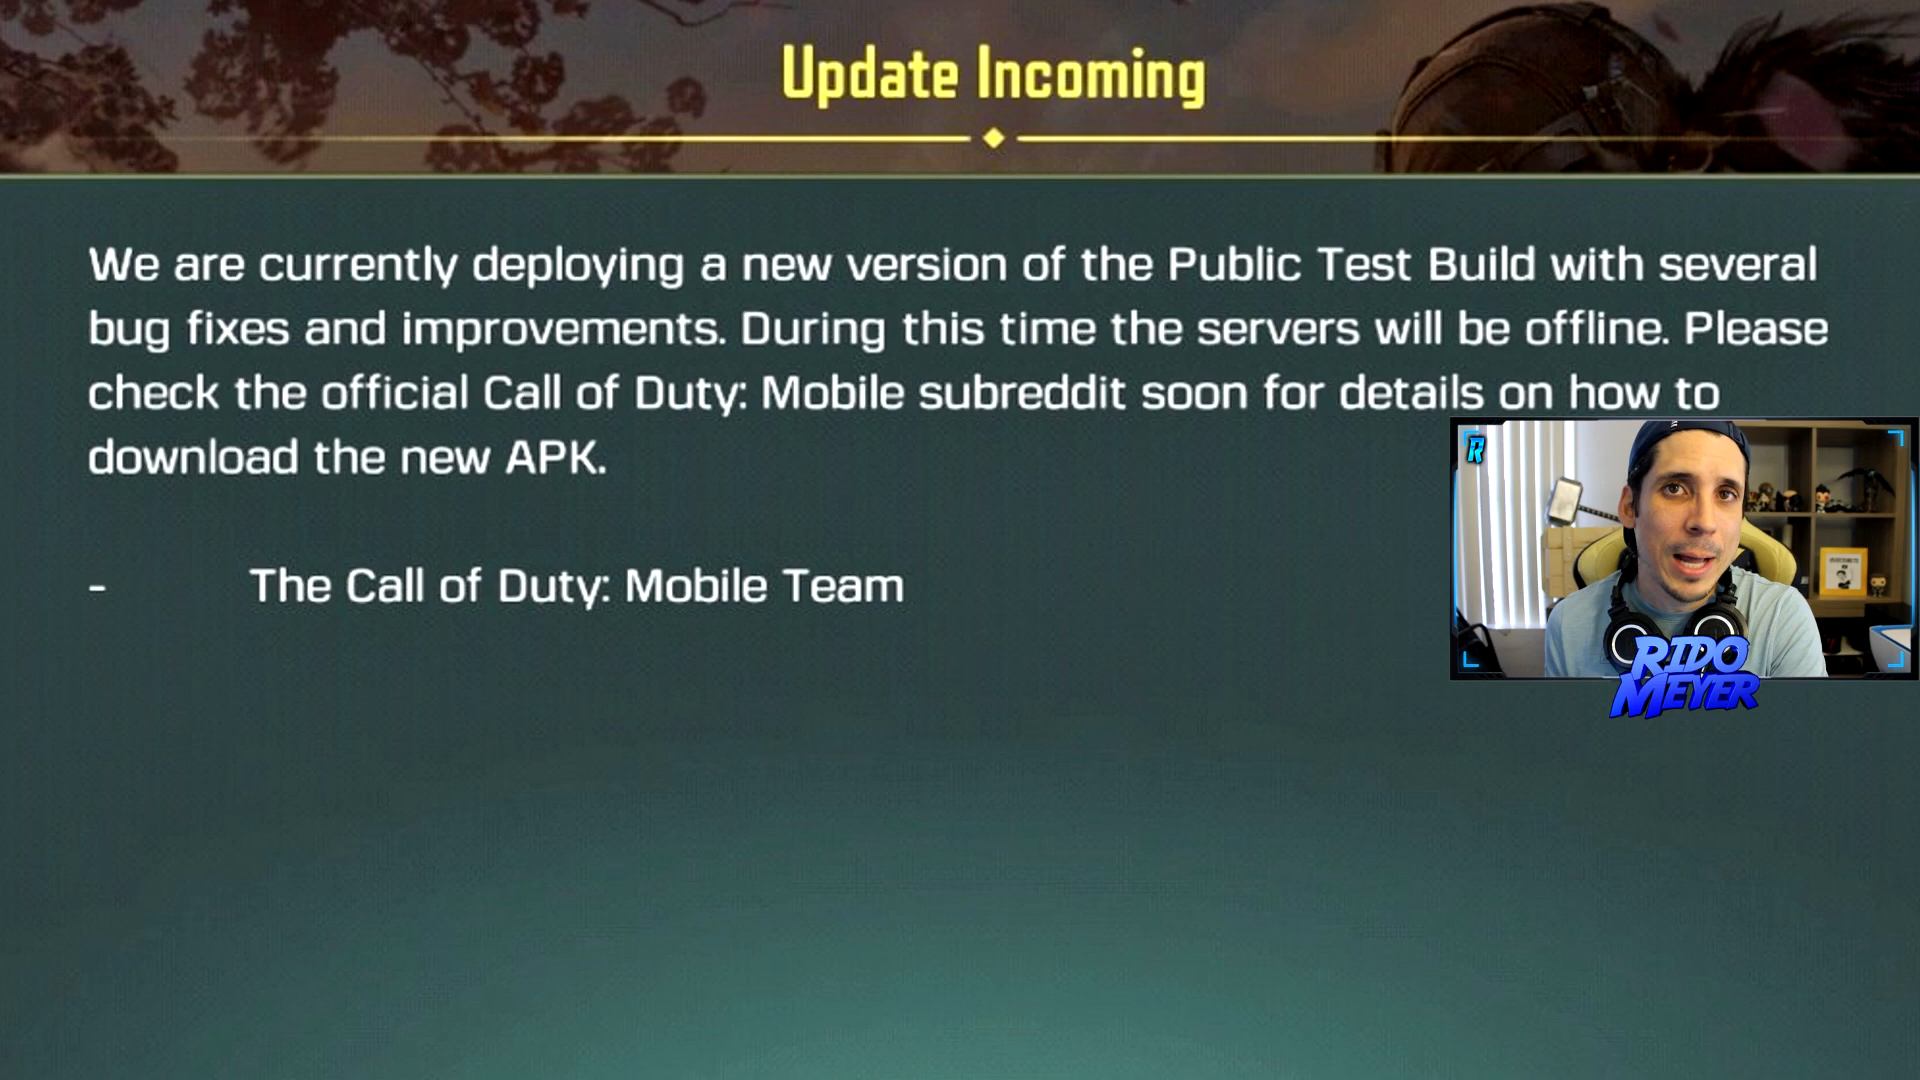 Update Incoming
We are currently deploying a new version of the Public Test Build with several
bug fixes and improvements. During this time the servers will be offline. Please
check the official Call of Duty: Mobile subreddit soon for details on how to
download the new APK.
- The Call of Duty: Mobile Team
R
RIDO
MEYER